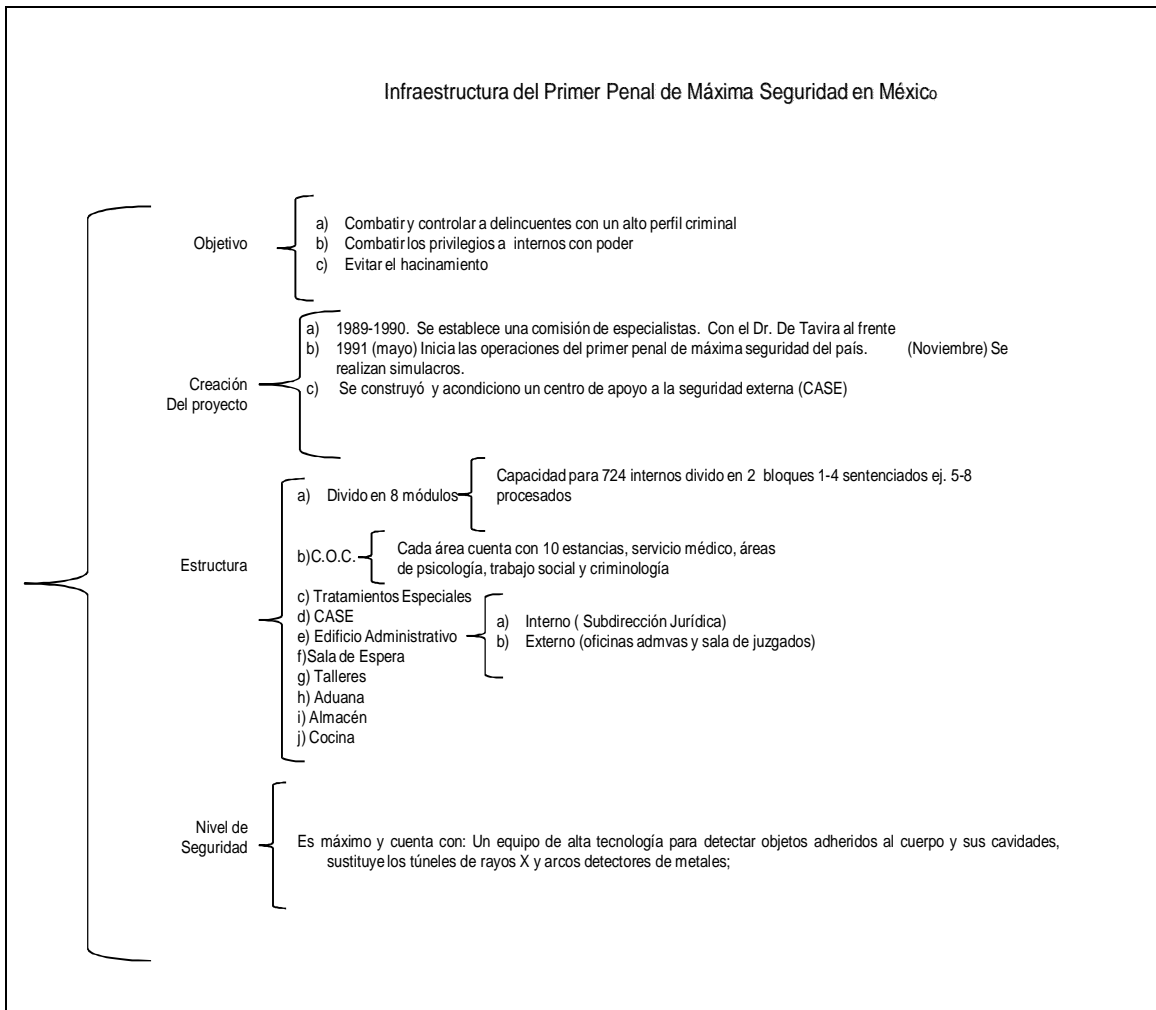 Infraestructura del Primer Penal de Máxima Seguridad en México
Objetivo
a) Combatir y controlar a delincuentes con un alto perfil criminal
b) Combatir los privilegios a internos con poder
c) Evitar el hacinamiento
Creación
Del proyecto
a) 1989-1990. Se establece una comisión de especialistas. Con el Dr. De Tavira al frente
b) 1991 (mayo) Inicia las operaciones del primer penal de máxima seguridad del país. (Noviembre) Se
realizan simulacros.
c) Se construyó y acondiciono un centro de apoyo a la seguridad externa (CASE)
Estructura
a) Divido en 8 módulos
Capacidad para 724 internos divido en 2 bloques 1-4 sentenciados ej. 5-8
procesados
b)C.O.C.
Cada área cuenta con 10 estancias, servicio médico, áreas
de psicología, trabajo social y criminología
c) Tratamientos Especiales
d) CASE
e) Edificio Administrativo
a) Interno ( Subdirección Jurídica)
b) Externo (oficinas admvas y sala de juzgados)
f)Sala de Espera
g) Talleres
h) Aduana
i) Almacén
j) Cocina
Nivel de
Seguridad
Es máximo y cuenta con: Un equipo de alta tecnología para detectar objetos adheridos al cuerpo y sus cavidades,
sustituye los túneles de rayos X y arcos detectores de metales;